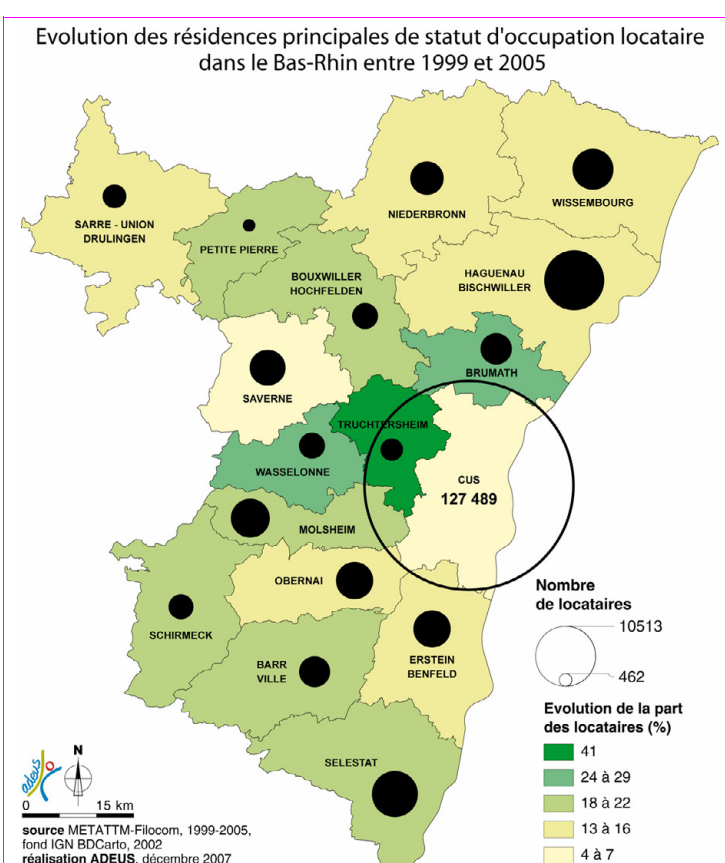 Evolution des résidences principales de statut d'occupation locataire
dans le Bas-Rhin entre 1999 et 2005
WISSEMBOURG
NIEDERBRONN
SARRE - UNION
DRULINGEN
PETITE PIERRE
BOUXWILLER
HOCHFELDEN
HAGUENAU
BISCHWILLER
BRUMATH
SAVERNE
TRUCHTERSHEIM
WASSELONNE
CUS
127 489
MOLSHEIM
OBERNAI
SCHIRMECK
ERSTEIN
BENFELD
BARR
VILLE
SELESTAT
Nombre
de locataires
10513
462
Evolution de la part
des locataires (%)
41
24 à 29
18 à 22
13 à 16
4 à 7
adeus
N
0 15 km
source METATTM-Filocom, 1999-2005,
fond IGN BDCarto, 2002
réalisation ADEUS, décembre 2007